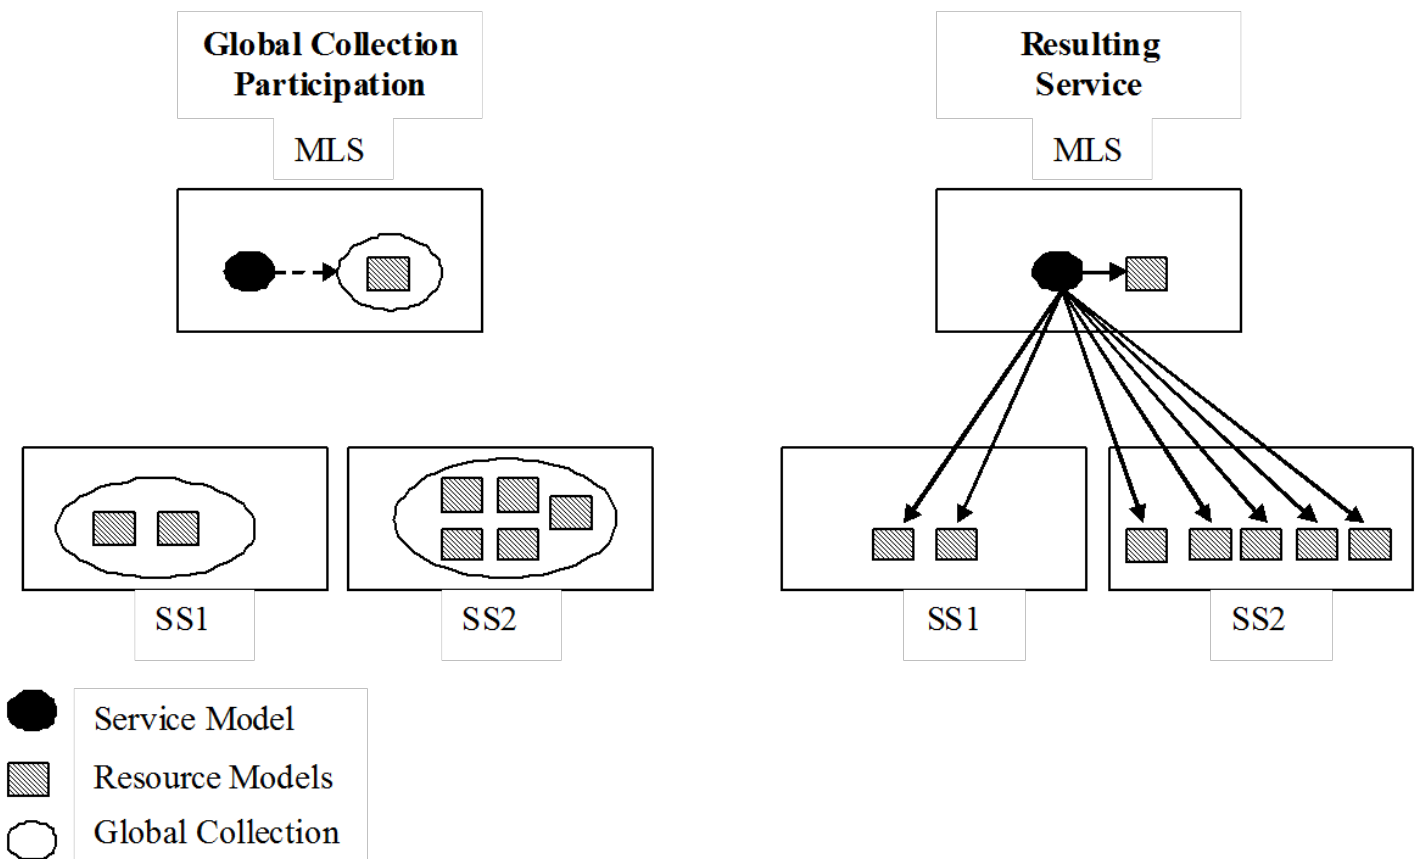 Global Collection
Participation
MLS
SS1
SS2
Resulting
Service
MLS
SS1
SS2
Service Model
Resource Models
Global Collection